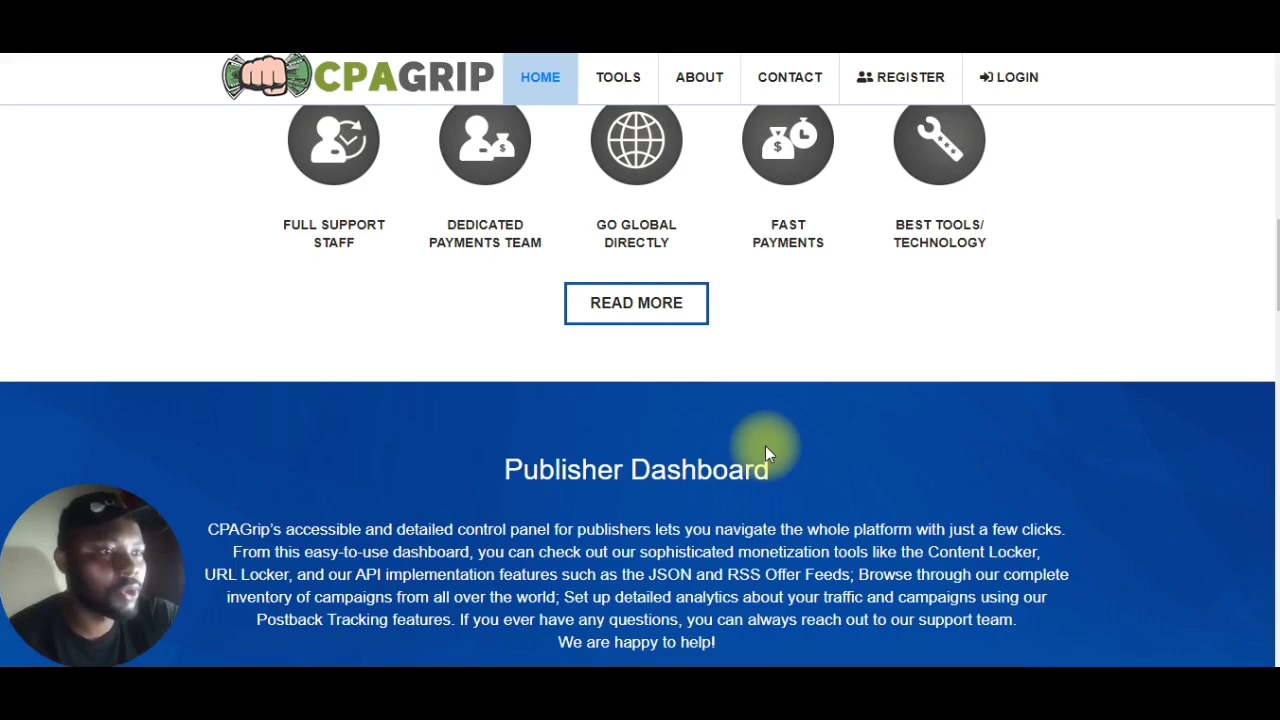 CPAGRIP
HOME
TOOLS
ABOUT
CONTACT
REGISTER
LOGIN
FULL SUPPORT
STAFF
DEDICATED
PAYMENTS TEAM
GO GLOBAL
DIRECTLY
FAST
PAYMENTS
BEST TOOLS/
TECHNOLOGY
READ MORE
Publisher Dashboard
CPAGrip's accessible and detailed control panel for publishers lets you navigate the whole platform with just a few clicks.
From this easy-to-use dashboard, you can check out our sophisticated monetization tools like the Content Locker,
URL Locker, and our API implementation features such as the JSON and RSS Offer Feeds; Browse through our complete
inventory of campaigns from all over the world; Set up detailed analytics about your traffic and campaigns using our
Postback Tracking features. If you ever have any questions, you can always reach out to our support team.
We are happy to help!